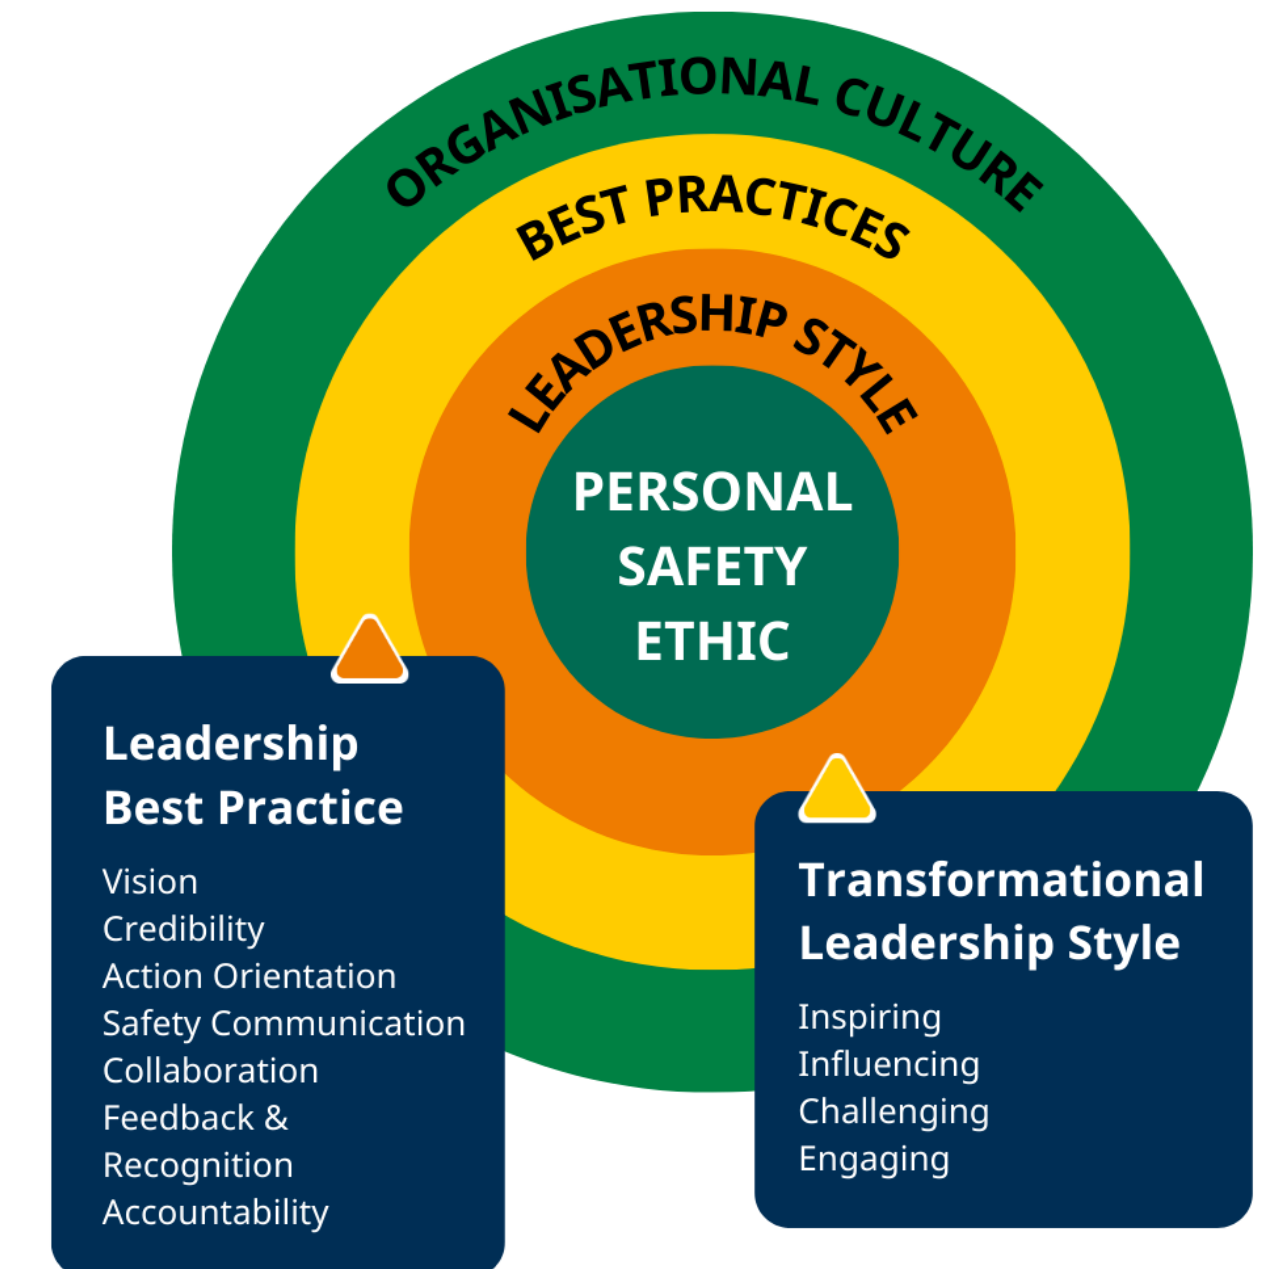 ORGANISATIONAL CULTURE
BEST PRACTICES
LEADERSHIP STYLE
PERSONAL
SAFETY
ETHIC
Leadership
Best Practice
Vision
Credibility
Action Orientation
Safety Communication
Collaboration
Feedback &
Recognition
Accountability
Transformational
Leadership Style
Inspiring
Influencing
Challenging
Engaging